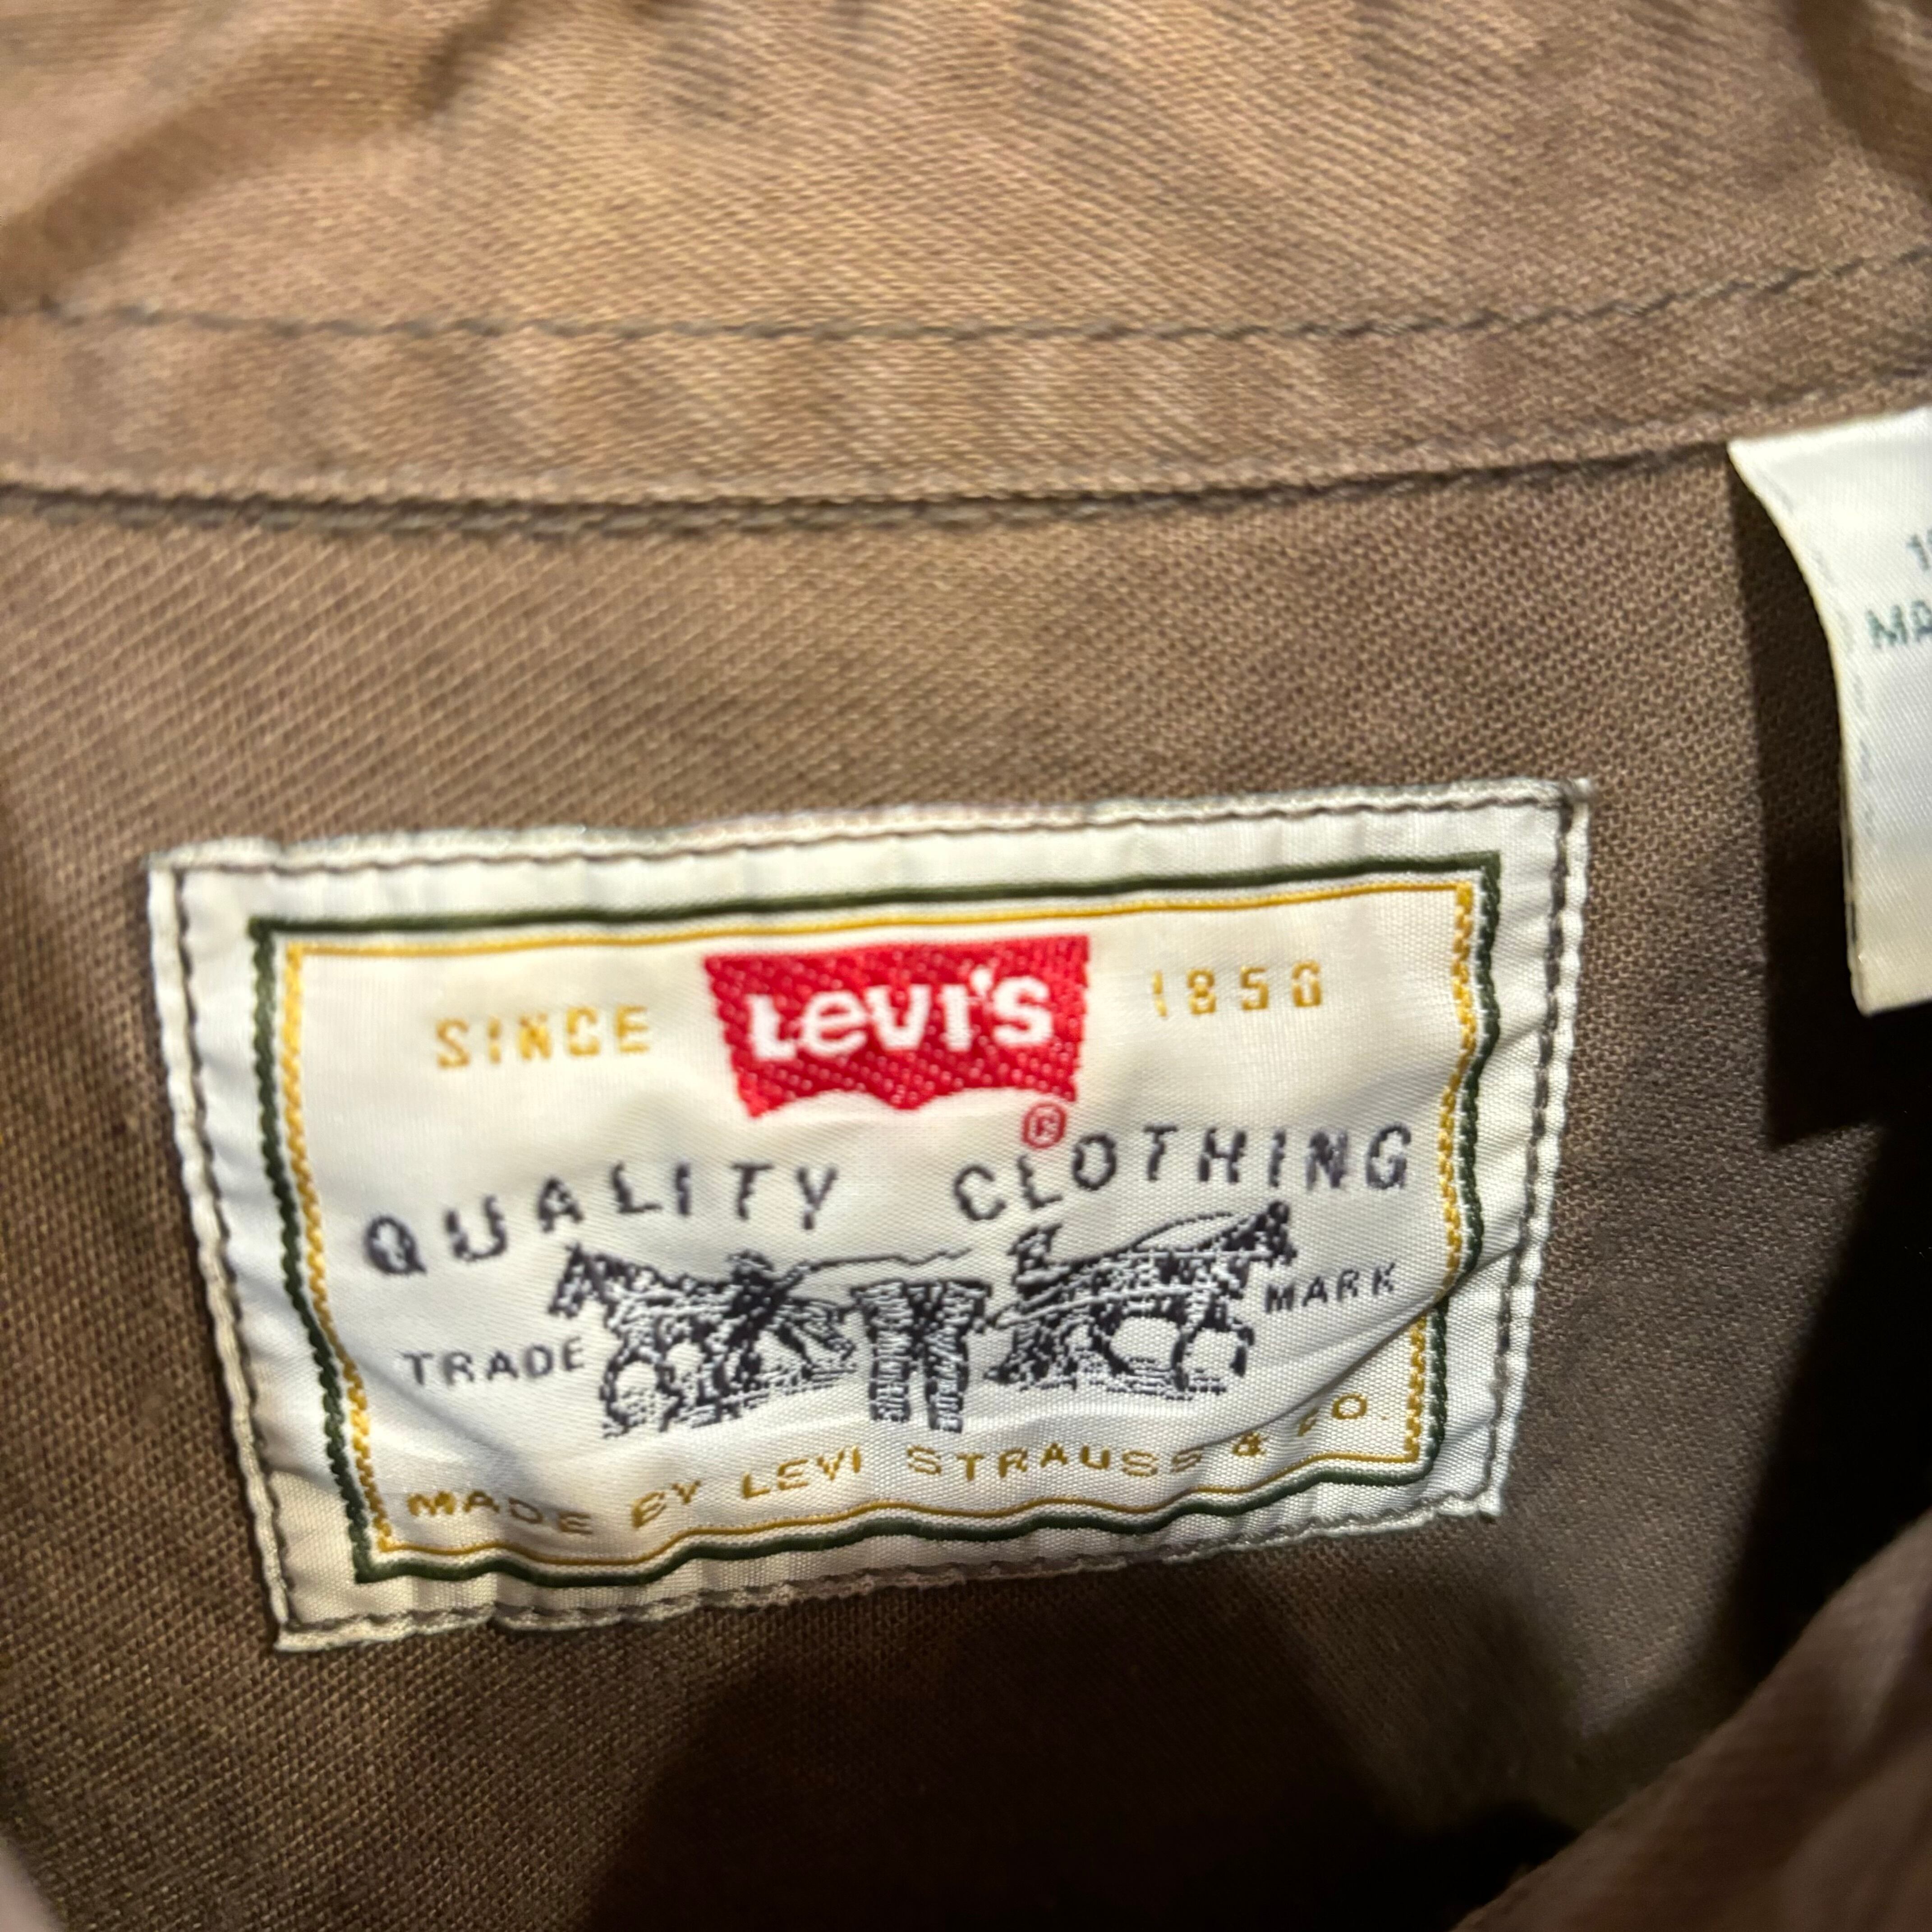 SINCE LEVI'S 1850
®
QUALITY CLOTHING
TRADE MARK
MADE BY LEVI STRAUSS & CO.